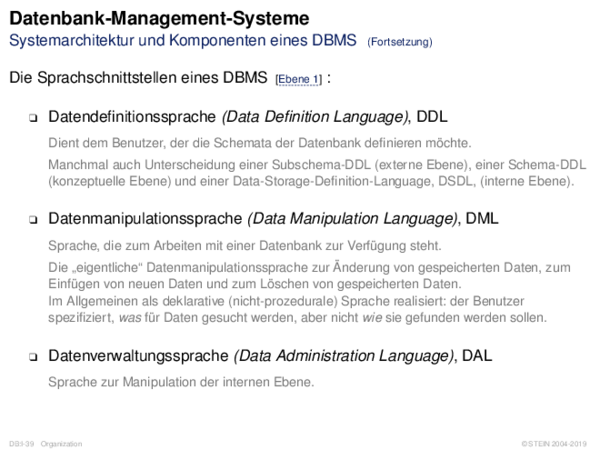 Datenbank-Management-Systeme
Systemarchitektur und Komponenten eines DBMS (Fortsetzung)
Die Sprachschnittstellen eines DBMS [Ebene 1] :
❑ Datendefinitionssprache (Data Definition Language), DDL
Dient dem Benutzer, der die Schemata der Datenbank definieren möchte.
Manchmal auch Unterscheidung einer Subschema-DDL (externe Ebene), einer Schema-DDL
(konzeptuelle Ebene) und einer Data-Storage-Definition-Language, DSDL, (interne Ebene).
❑ Datenmanipulationssprache (Data Manipulation Language), DML
Sprache, die zum Arbeiten mit einer Datenbank zur Verfügung steht.
Die „eigentliche“ Datenmanipulationssprache zur Änderung von gespeicherten Daten, zum
Einfügen von neuen Daten und zum Löschen von gespeicherten Daten.
Im Allgemeinen als deklarative (nicht-prozedurale) Sprache realisiert: der Benutzer
spezifiziert, was für Daten gesucht werden, aber nicht wie sie gefunden werden sollen.
❑ Datenverwaltungssprache (Data Administration Language), DAL
Sprache zur Manipulation der internen Ebene.
DB:I-39 Organization © STEIN 2004-2019